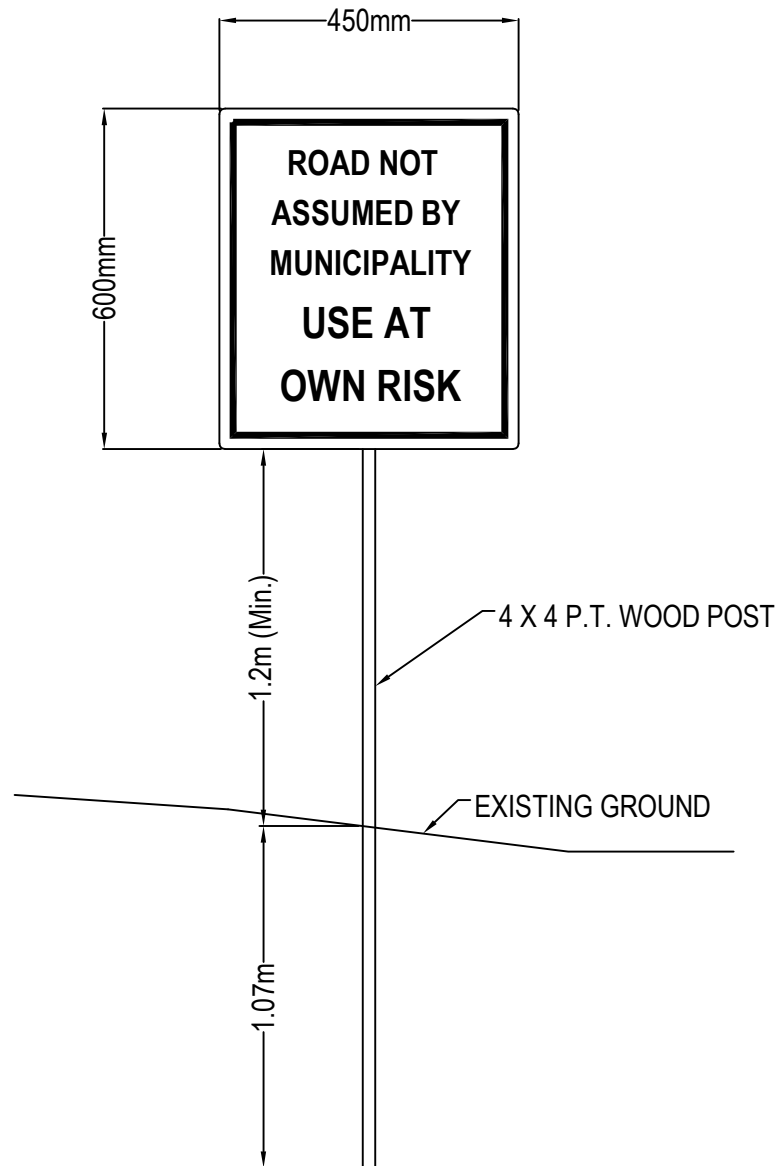 450mm
600mm
ROAD NOT
ASSUMED BY
MUNICIPALITY
USE AT
OWN RISK
1.2m (Min.)
4 X 4 P.T. WOOD POST
EXISTING GROUND
1.07m